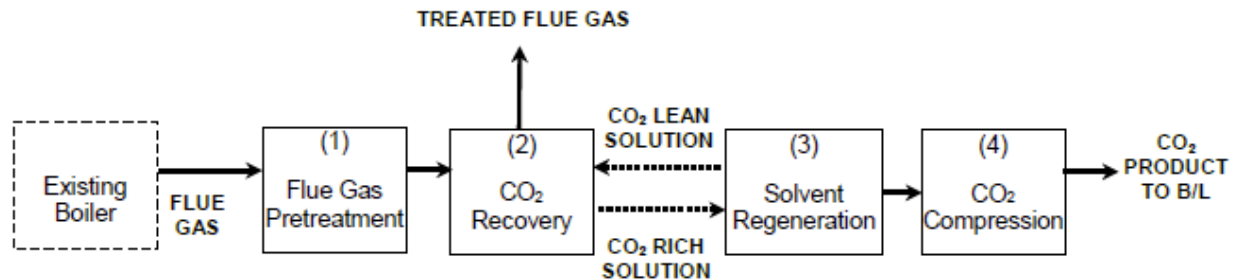 TREATED FLUE GAS
Existing
Boiler
FLUE
GAS
(1)
Flue Gas
Pretreatment
(2)
CO₂
Recovery
CO₂ LEAN
SOLUTION
CO₂ RICH
SOLUTION
(3)
Solvent
Regeneration
(4)
CO₂
Compression
CO₂
PRODUCT
TO B/L